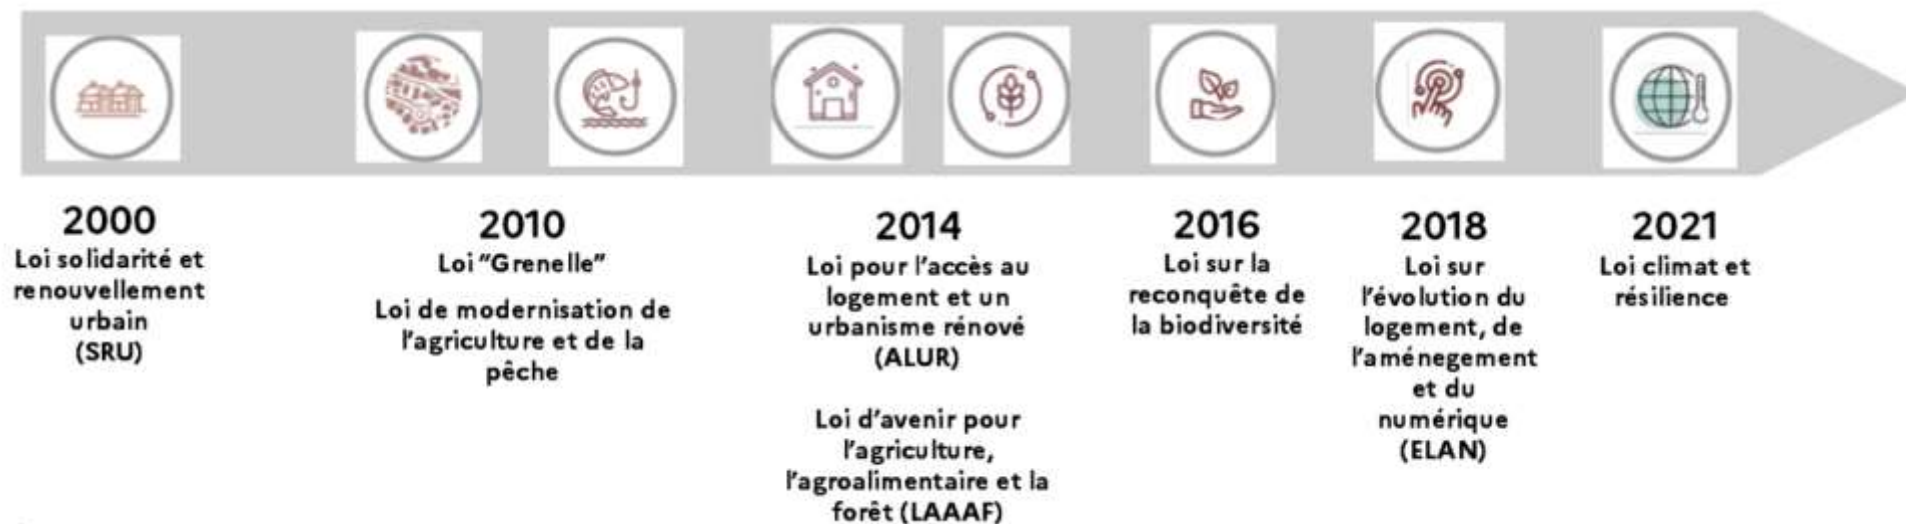 2000
Loi solidarité et
renouvellement
urbain
(SRU)
2010
Loi "Grenelle"
Loi de modernisation de
l'agriculture et de la
pêche
2014
Loi pour l'accès au
logement et un
urbanisme rénové
(ALUR)
Loi d'avenir pour
l'agriculture,
l'agroalimentaire et la
forêt (LAAAF)
2016
Loi sur la
reconquête de
la biodiversité
2018
Loi sur
l'évolution du
logement, de
l'aménegement
et du
numérique
(ELAN)
2021
Loi climat et
résilience